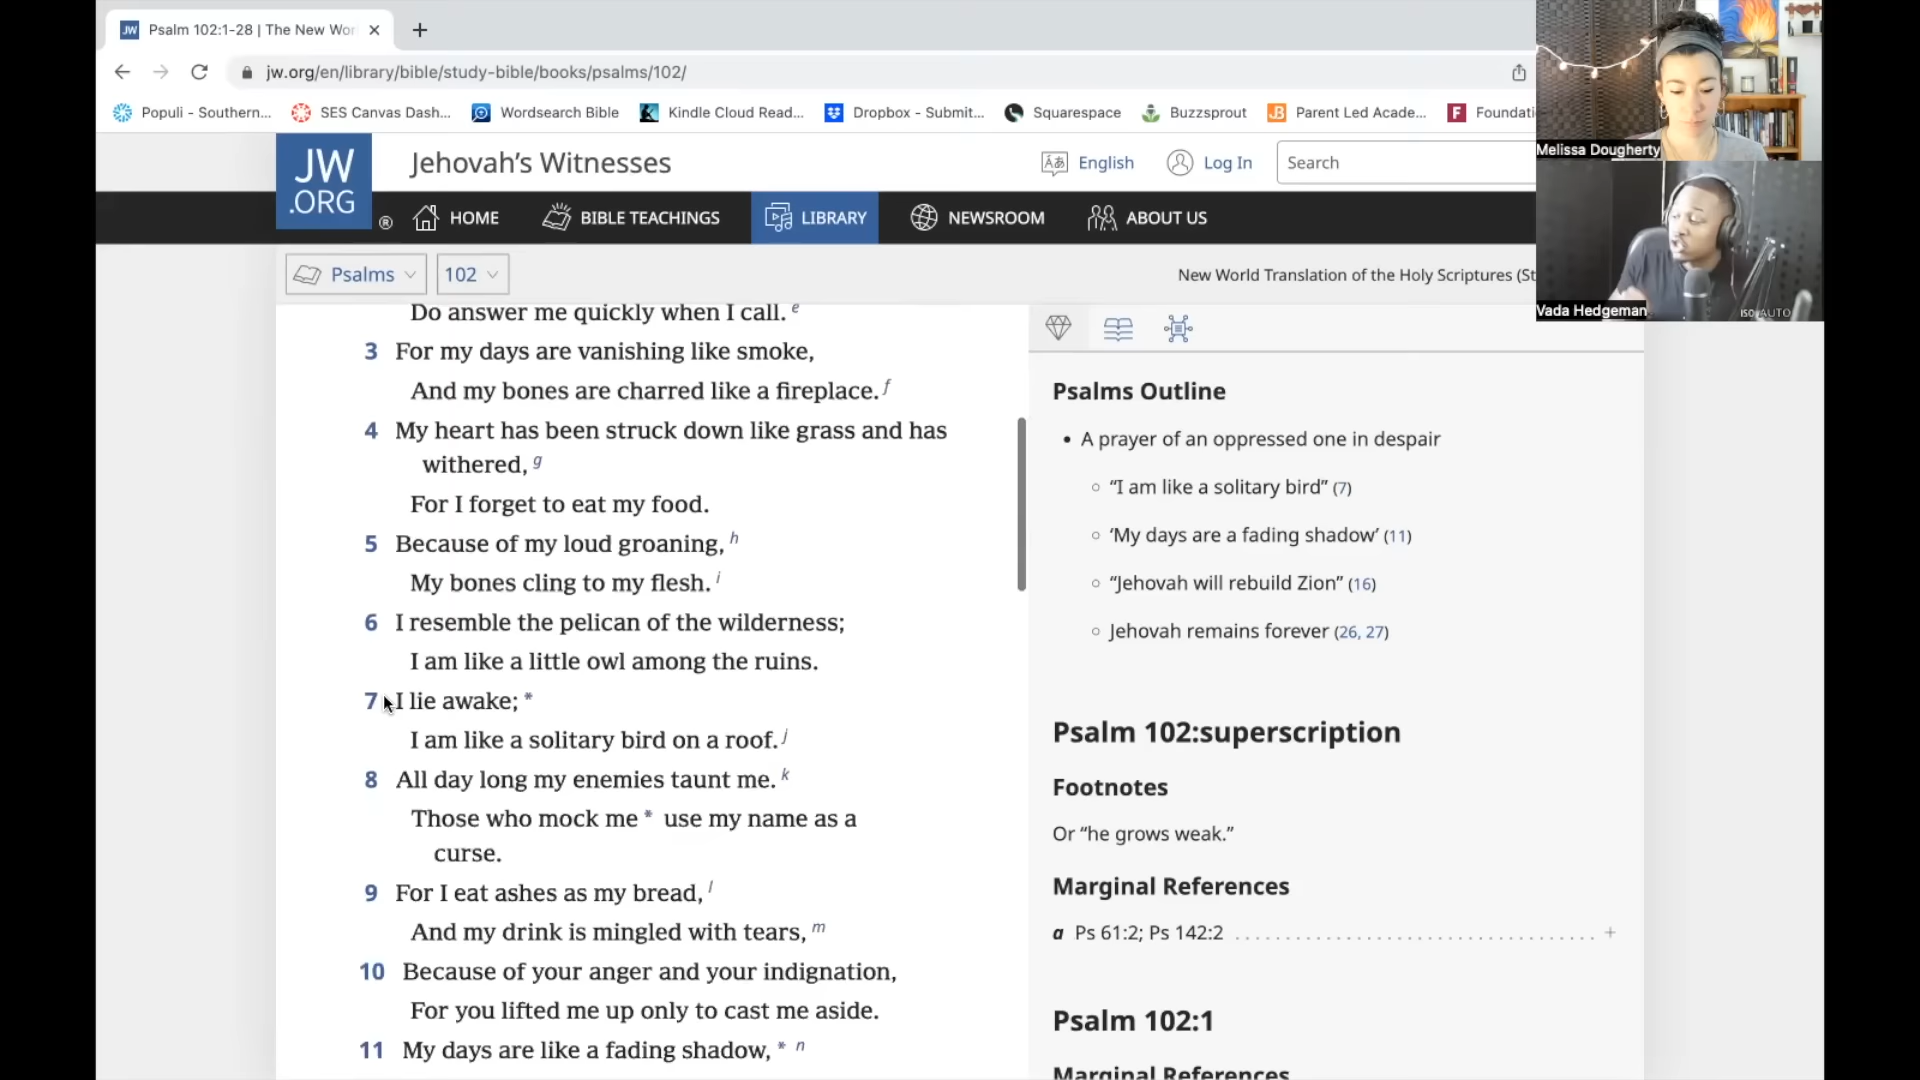 JW Psalm 102:1-28 | The New Wor
jw.org/en/library/bible/study-bible/books/psalms/102/
Populi - Southern... SES Canvas Dash... Wordsearch Bible Kindle Cloud Read... Dropbox - Submit... Squarespace Buzzsprout Parent Led Acade... Foundati
Melissa Dougherty
JW
.ORG
®
Jehovah's Witnesses
English
Log In
Search
HOME BIBLE TEACHINGS LIBRARY NEWSROOM ABOUT US
Vada Hedgeman
ISO AUTO
Psalms 102
New World Translation of the Holy Scriptures (St
Do answer me quickly when I call. e
3 For my days are vanishing like smoke,
And my bones are charred like a fireplace. f
4 My heart has been struck down like grass and has
withered, g
For I forget to eat my food.
5 Because of my loud groaning, h
My bones cling to my flesh. i
6 I resemble the pelican of the wilderness;
I am like a little owl among the ruins.
7 I lie awake; *
I am like a solitary bird on a roof. j
8 All day long my enemies taunt me. k
Those who mock me * use my name as a
curse.
9 For I eat ashes as my bread, l
And my drink is mingled with tears, m
10 Because of your anger and your indignation,
For you lifted me up only to cast me aside.
11 My days are like a fading shadow, * n
Psalms Outline
• A prayer of an oppressed one in despair
○ “I am like a solitary bird” (7)
○ ‘My days are a fading shadow’ (11)
○ “Jehovah will rebuild Zion” (16)
○ Jehovah remains forever (26, 27)
Psalm 102:superscription
Footnotes
Or “he grows weak.”
Marginal References
a Ps 61:2; Ps 142:2 +
Psalm 102:1
Marginal References